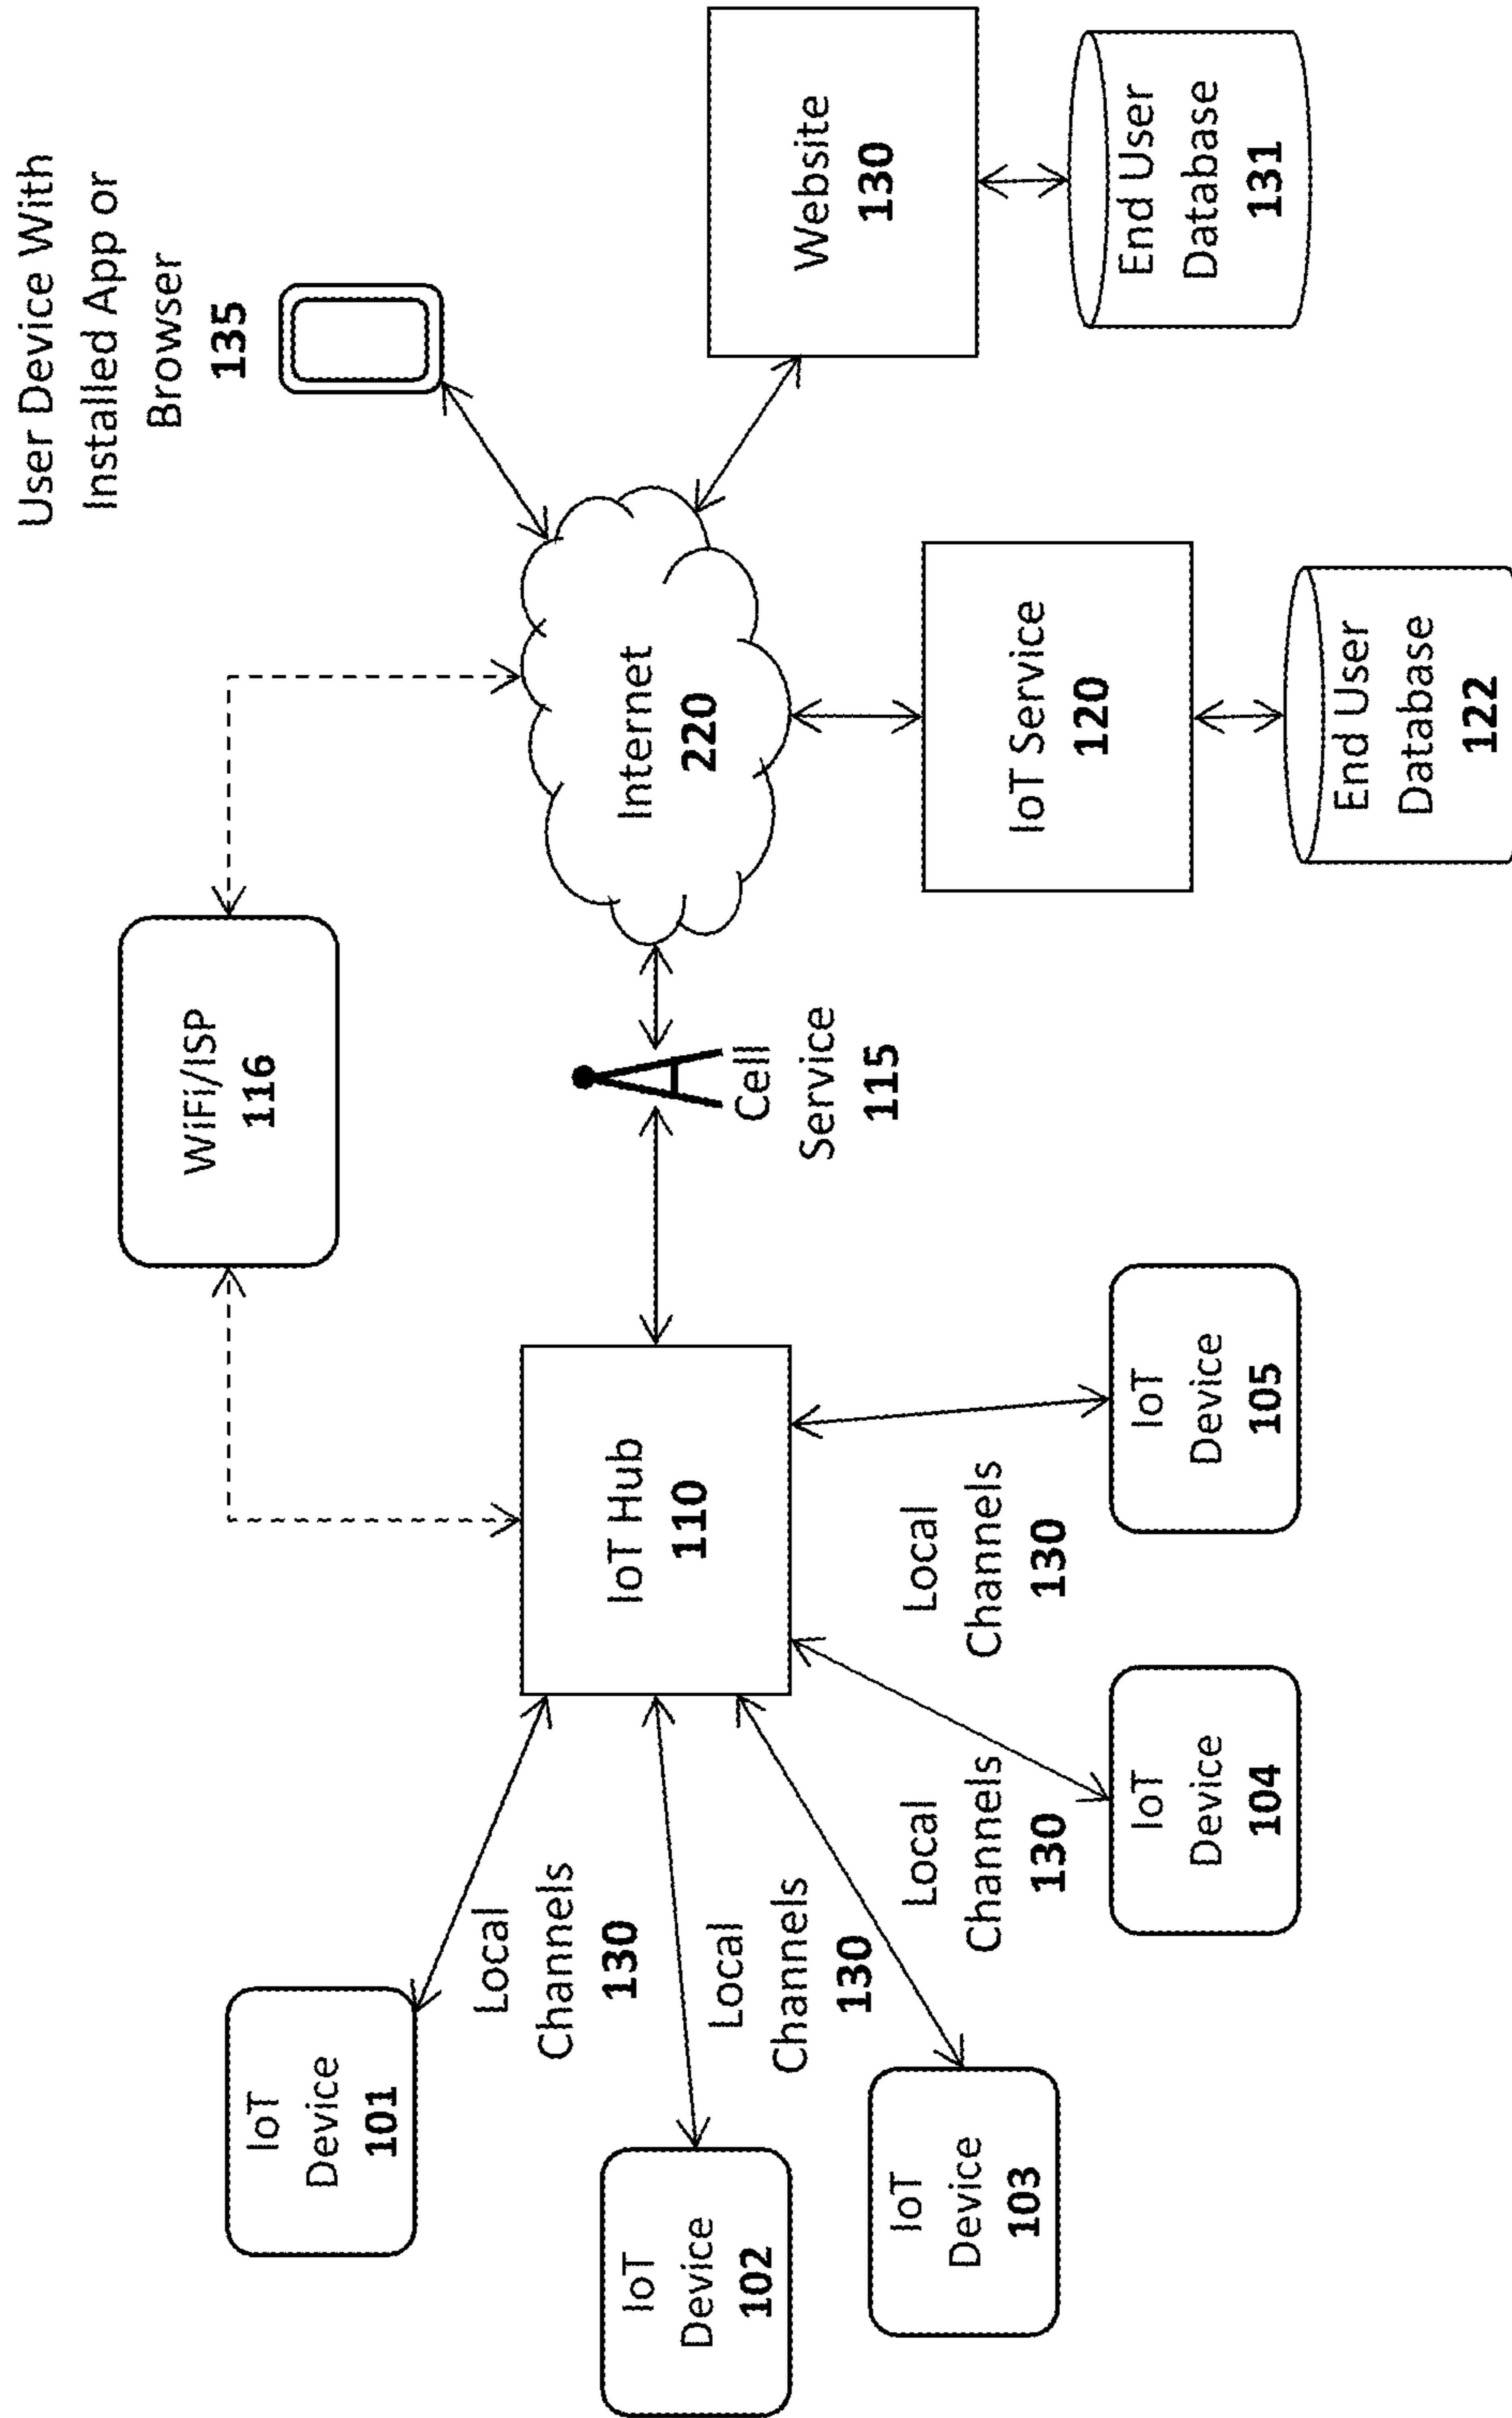 User Device With
Installed App or
Browser
135
WiFi/ISP
116
IoT
Device
101
Local
Channels
130
IoT
Device
102
Local
Channels
130
IoT
Device
103
IoT Hub
110
Local
Channels
130
IoT
Device
104
Local
Channels
130
IoT
Device
105
Cell
Service
115
Internet
220
IoT Service
120
End User
Database
122
Website
130
End User
Database
131